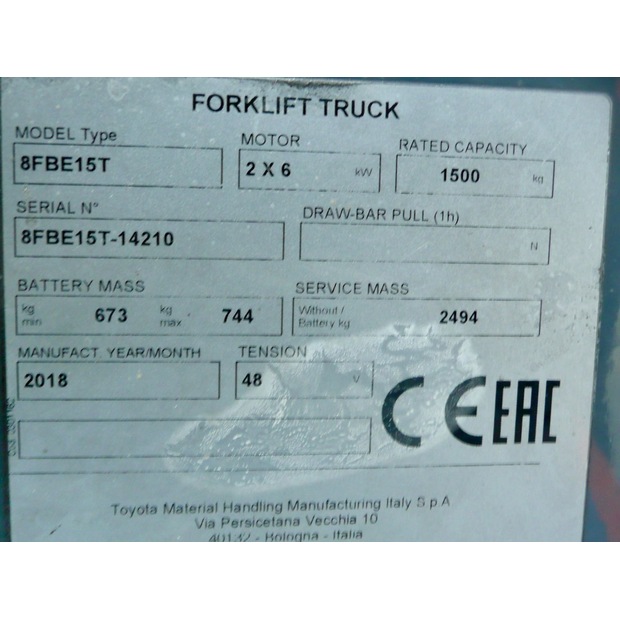 FORKLIFT TRUCK
MODEL Type MOTOR RATED CAPACITY
8FBE15T 2 X 6 kW 1500 kg
SERIAL N° DRAW-BAR PULL (1h)
8FBE15T-14210 N
BATTERY MASS SERVICE MASS
kg min 673 kg max 744 Without / Battery kg 2494
MANUFACT. YEAR/MONTH TENSION
2018 48 V
CE EAC
Toyota Material Handling Manufacturing Italy S.p.A
Via Persicetana Vecchia 10
40132 - Bologna - Italia